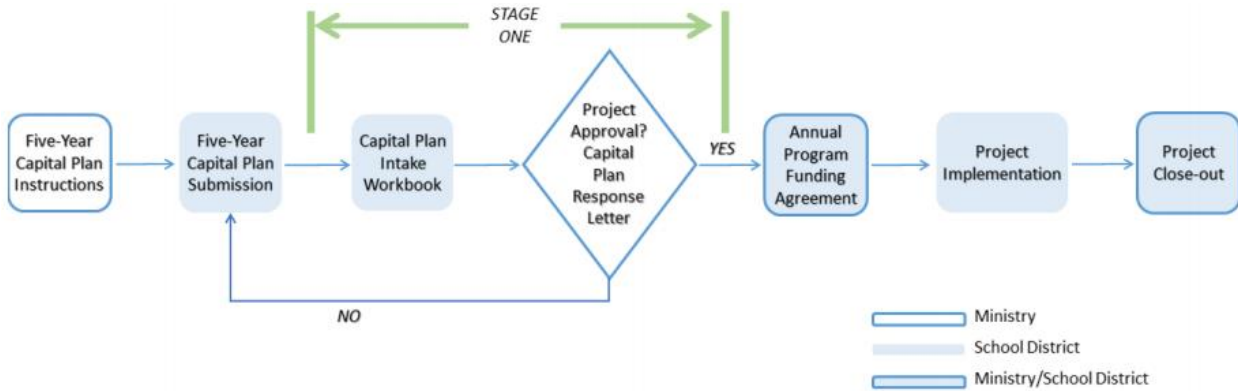 STAGE
ONE
Five-Year
Capital Plan
Instructions
Five-Year
Capital Plan
Submission
Capital Plan
Intake
Workbook
Project
Approval?
Capital
Plan
Response
Letter
YES
Annual
Program
Funding
Agreement
Project
Implementation
Project
Close-out
NO
Ministry
School District
Ministry/School District